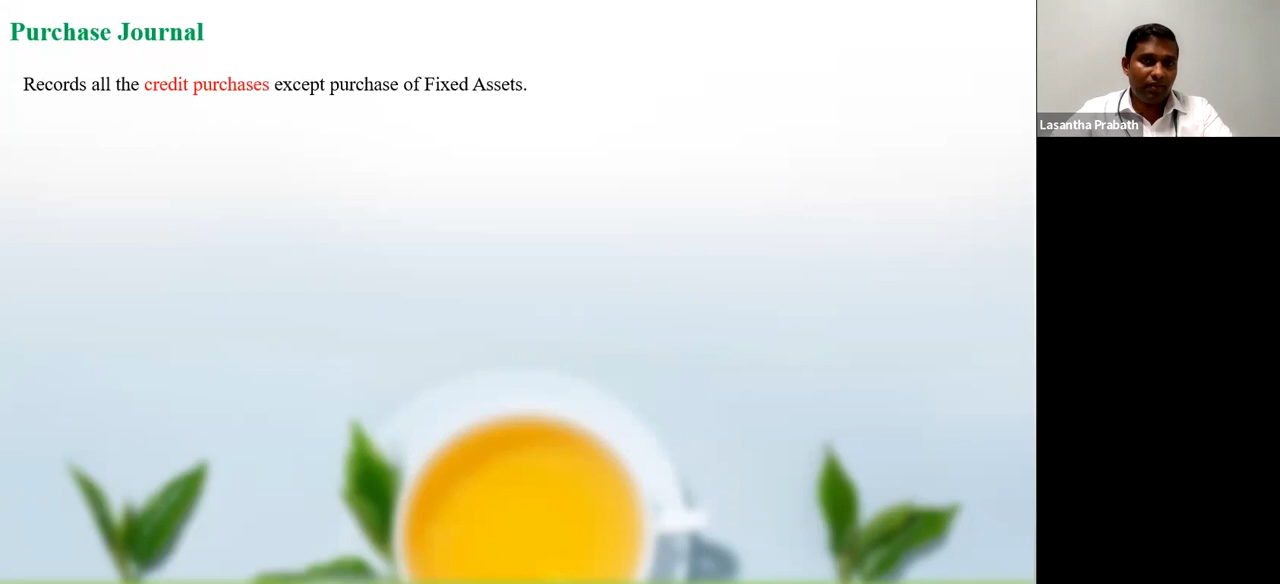 Purchase Journal
Records all the credit purchases except purchase of Fixed Assets.
Lasantha Prabath